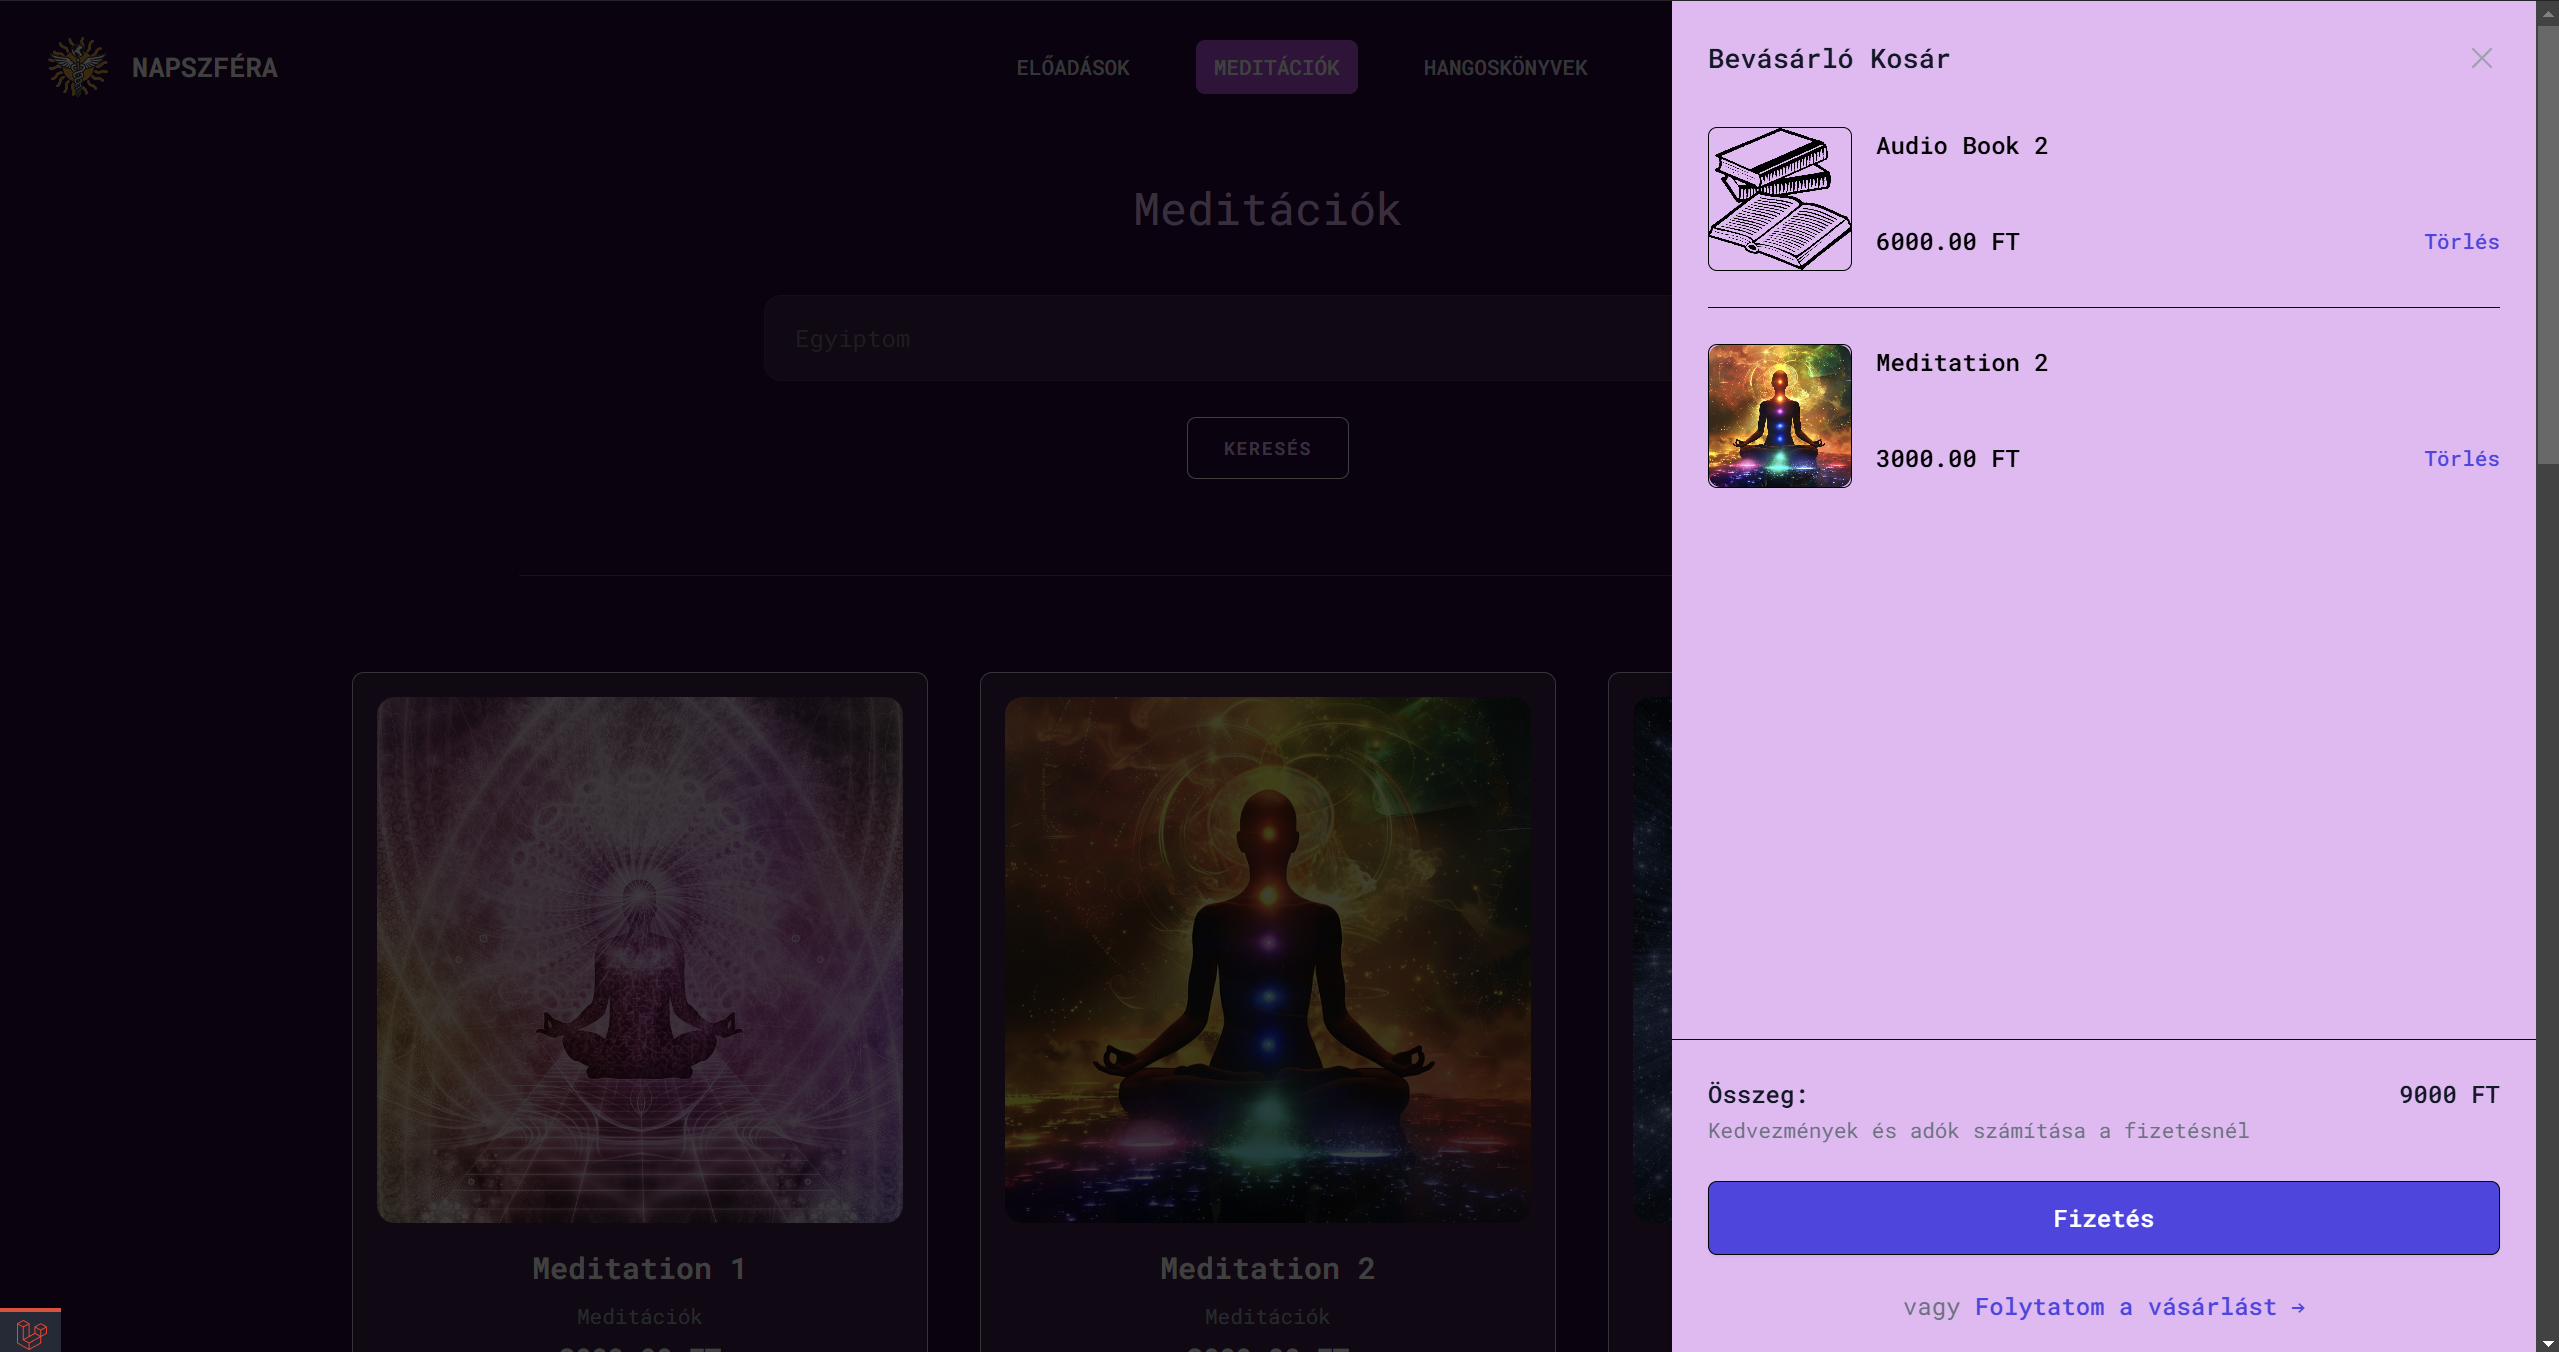 NAPSZFÉRA
ELŐADÁSOK
MEDITÁCIÓK
HANGOSKÖNYVEK
Meditációk
Egyiptom
KERESÉS
Meditation 1
Meditációk
Meditation 2
Meditációk
Bevásárló Kosár
Audio Book 2
6000.00 FT
Törlés
Meditation 2
3000.00 FT
Törlés
Összeg:
9000 FT
Kedvezmények és adók számítása a fizetésnél
Fizetés
vagy Folytatom a vásárlást →